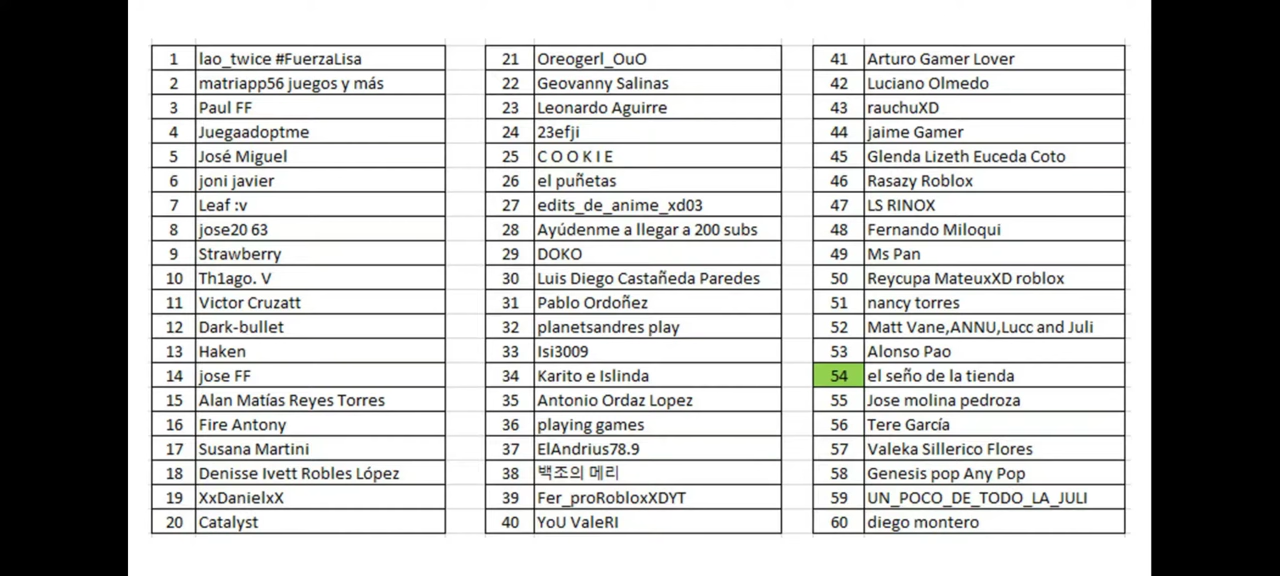 1 lao_twice #FuerzaLisa
2 matriapp56 juegos y más
3 Paul FF
4 Juegaadoptme
5 José Miguel
6 joni javier
7 Leaf :v
8 jose20 63
9 Strawberry
10 Th1ago. V
11 Victor Cruzatt
12 Dark-bullet
13 Haken
14 jose FF
15 Alan Matías Reyes Torres
16 Fire Antony
17 Susana Martini
18 Denisse Ivett Robles López
19 XxDanielxX
20 Catalyst
21 Oreogerl_OuO
22 Geovanny Salinas
23 Leonardo Aguirre
24 23efji
25 C O O K I E
26 el puñetas
27 edits_de_anime_xd03
28 Ayúdenme a llegar a 200 subs
29 DOKO
30 Luis Diego Castañeda Paredes
31 Pablo Ordoñez
32 planetsandres play
33 Isi3009
34 Karito e Islinda
35 Antonio Ordaz Lopez
36 playing games
37 ElAndrius78.9
38 백조의 메리
39 Fer_proRobloxXDYT
40 YoU ValeRI
41 Arturo Gamer Lover
42 Luciano Olmedo
43 rauchuXD
44 jaime Gamer
45 Glenda Lizeth Euceda Coto
46 Rasazy Roblox
47 LS RINOX
48 Fernando Miloqui
49 Ms Pan
50 Reycupa MateuxXD roblox
51 nancy torres
52 Matt Vane,ANNU,Lucc and Juli
53 Alonso Pao
54 el seño de la tienda
55 Jose molina pedroza
56 Tere García
57 Valeka Sillerico Flores
58 Genesis pop Any Pop
59 UN_POCO_DE_TODO_LA_JULI
60 diego montero